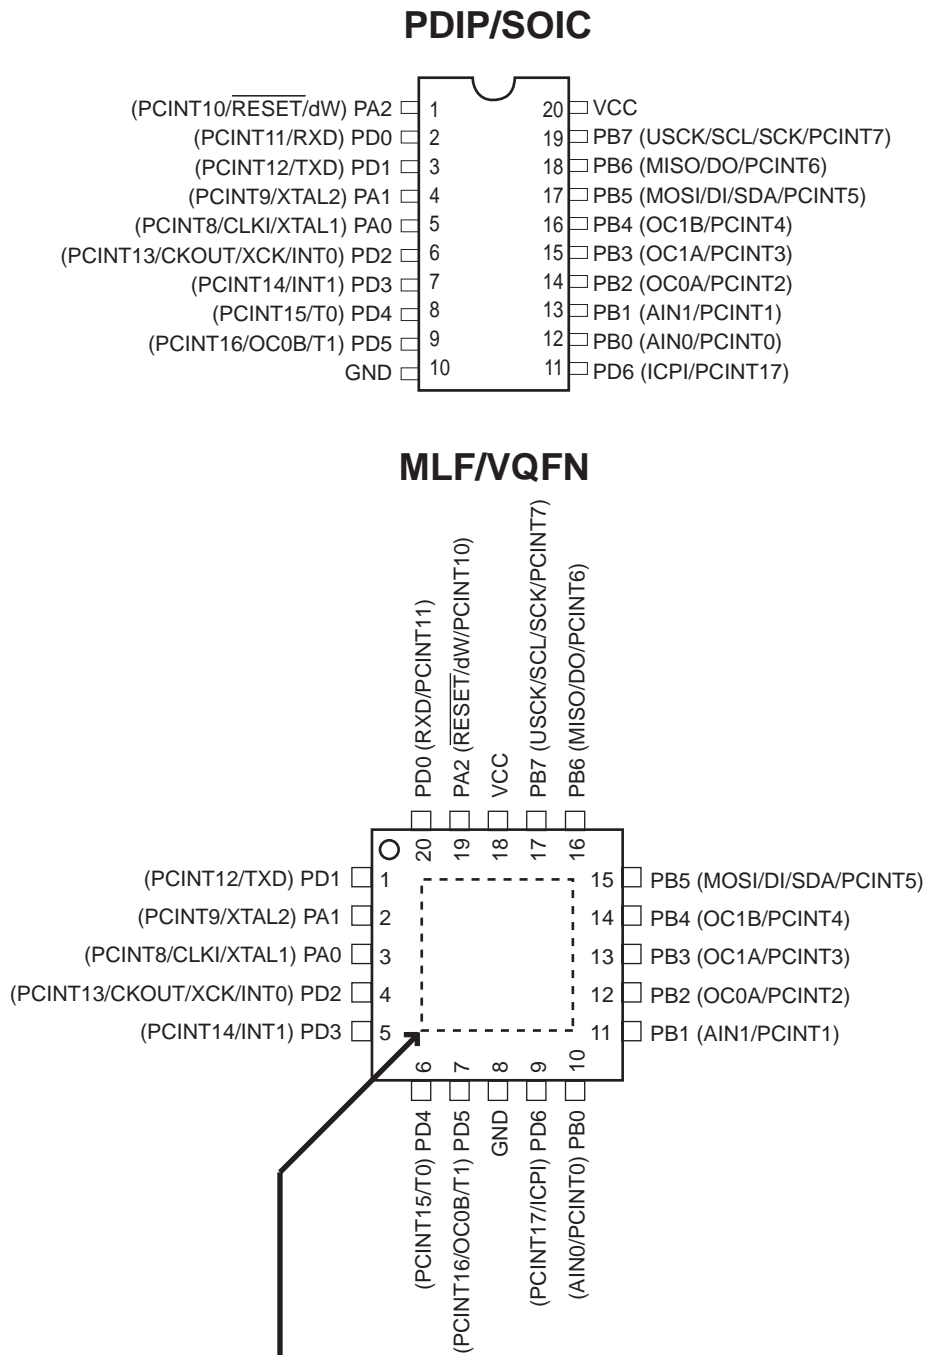 PDIP/SOIC
(PCINT10/RESET/dW) PA2 1 20 VCC
(PCINT11/RXD) PD0 2 19 PB7 (USCK/SCL/SCK/PCINT7)
(PCINT12/TXD) PD1 3 18 PB6 (MISO/DO/PCINT6)
(PCINT9/XTAL2) PA1 4 17 PB5 (MOSI/DI/SDA/PCINT5)
(PCINT8/CLKI/XTAL1) PA0 5 16 PB4 (OC1B/PCINT4)
(PCINT13/CKOUT/XCK/INT0) PD2 6 15 PB3 (OC1A/PCINT3)
(PCINT14/INT1) PD3 7 14 PB2 (OC0A/PCINT2)
(PCINT15/T0) PD4 8 13 PB1 (AIN1/PCINT1)
(PCINT16/OC0B/T1) PD5 9 12 PB0 (AIN0/PCINT0)
GND 10 11 PD6 (ICPI/PCINT17)
MLF/VQFN
PD0 (RXD/PCINT11)
PA2 (RESET/dW/PCINT10)
VCC
PB7 (USCK/SCL/SCK/PCINT7)
PB6 (MISO/DO/PCINT6)
20 19 18 17 16
(PCINT12/TXD) PD1 1 15 PB5 (MOSI/DI/SDA/PCINT5)
(PCINT9/XTAL2) PA1 2 14 PB4 (OC1B/PCINT4)
(PCINT8/CLKI/XTAL1) PA0 3 13 PB3 (OC1A/PCINT3)
(PCINT13/CKOUT/XCK/INT0) PD2 4 12 PB2 (OC0A/PCINT2)
(PCINT14/INT1) PD3 5 11 PB1 (AIN1/PCINT1)
6 7 8 9 10
(PCINT15/T0) PD4
(PCINT16/OC0B/T1) PD5
GND
(PCINT17/ICPI) PD6
(AIN0/PCINT0) PB0